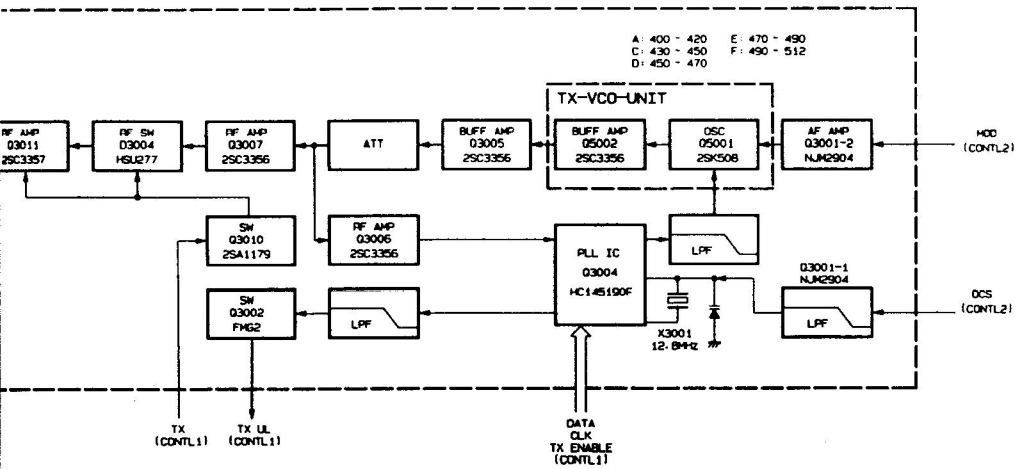 A: 400 - 420 E: 470 - 490
C: 430 - 450 F: 490 - 512
D: 450 - 470
TX-VCO-UNIT
RF AMP
Q3011
2SC3357
RF SW
D3004
HSU277
RF AMP
Q3007
2SC3356
ATT
BUFF AMP
Q3005
2SC3356
BUFF AMP
Q5002
2SC3356
OSC
Q5001
2SK508
AF AMP
Q3001-2
NJM2904
MOD
(CONTL2)
SW
Q3010
2SA1179
RF AMP
Q3006
2SC3356
PLL IC
Q3004
HC145190F
LPF
SW
Q3002
FMG2
LPF
X3001
12.8MHz
Q3001-1
NJM2904
LPF
DCS
(CONTL2)
TX
(CONTL1)
TX UL
(CONTL1)
DATA
CLK
TX ENABLE
(CONTL1)